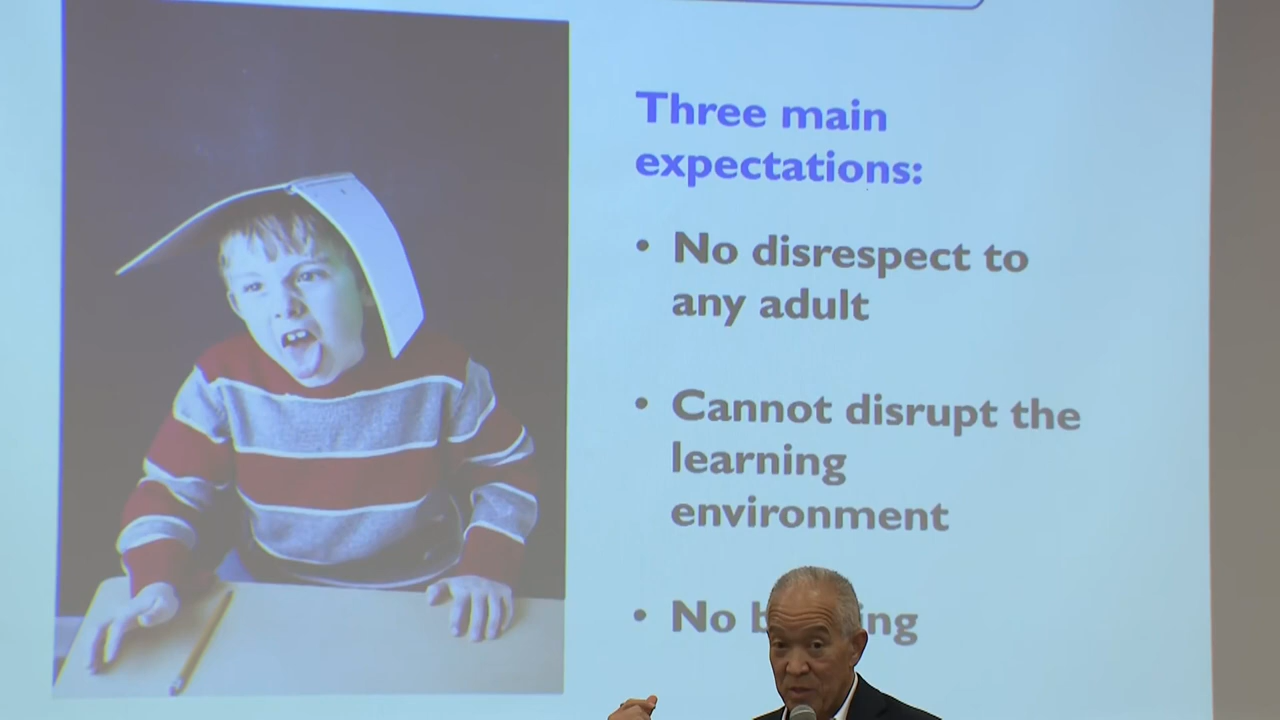 Three main
expectations:
• No disrespect to
any adult
• Cannot disrupt the
learning
environment
• No